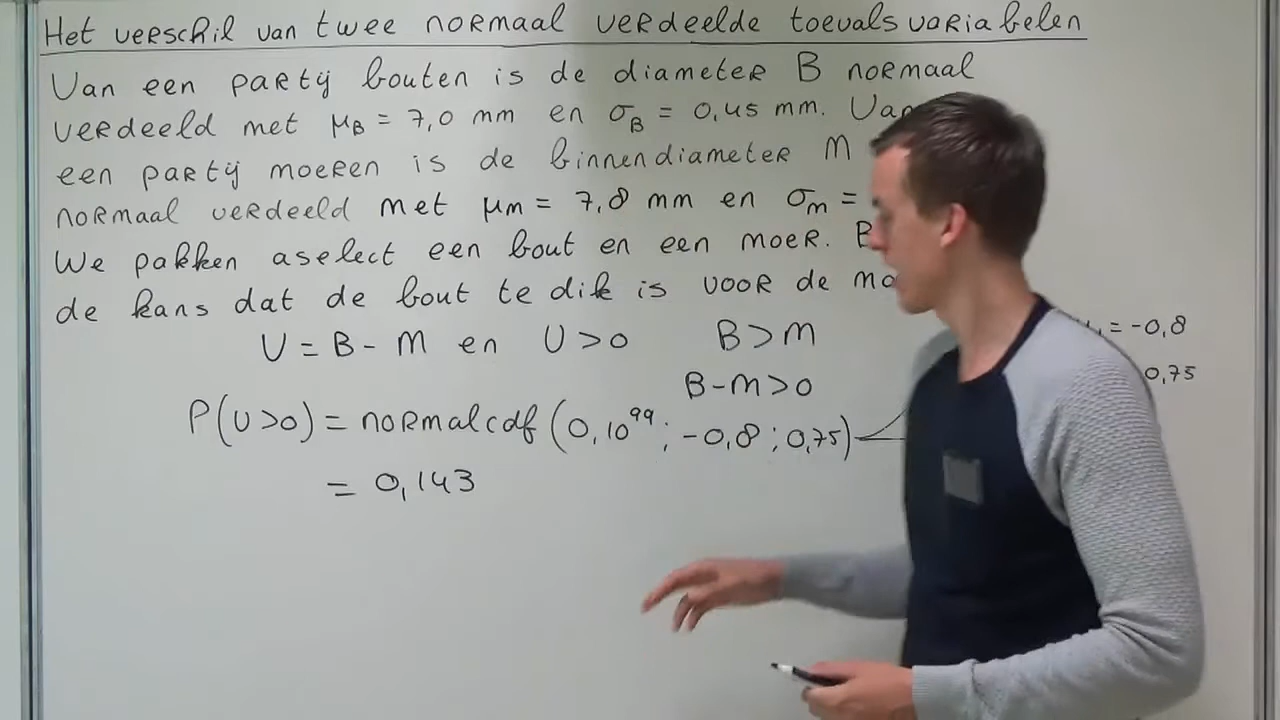 Het verschil van twee normaal verdeelde toevalsvariabelen
Van een partij bouten is de diameter B normaal
verdeeld met μB = 7,0 mm en σB = 0,45 mm. Van
een partij moeren is de binnendiameter M
normaal verdeeld met μm = 7,8 mm en σm =
We pakken aselect een bout en een moer. B
de kans dat de bout te dik is voor de mo
U = B - M en U > 0 B > M
= -0,8
0,75
B - M > 0
P(U>0) = normalcdf(0, 10^99; -0,8; 0,75)
= 0,143